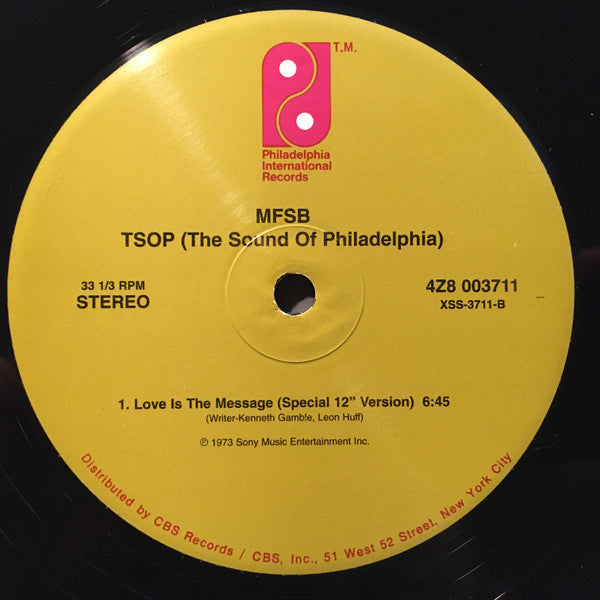 T.M.
Philadelphia
International
Records
MFSB
TSOP (The Sound Of Philadelphia)
33 1/3 RPM
STEREO
4Z8 003711
XSS-3711-B
1. Love Is The Message (Special 12" Version) 6:45
(Writer-Kenneth Gamble, Leon Huff)
℗ 1973 Sony Music Entertainment Inc.
Distributed by CBS Records / CBS, Inc., 51 West 52 Street, New York City